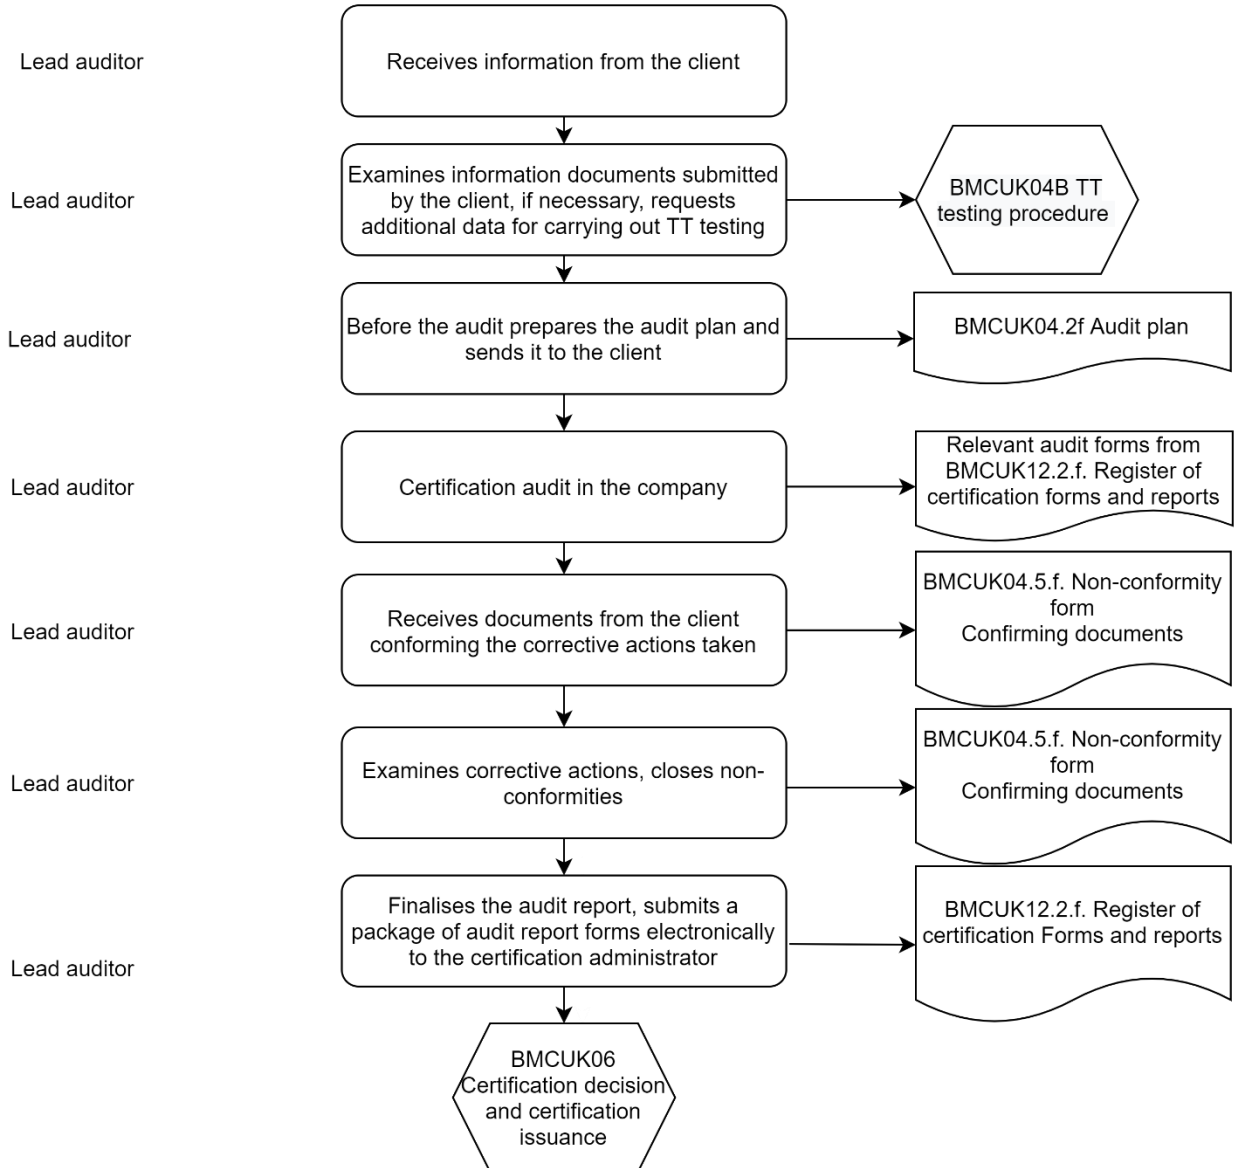 Lead auditor
Receives information from the client
Lead auditor
Examines information documents submitted
by the client, if necessary, requests
additional data for carrying out TT testing
BMCUK04B TT
testing procedure
Lead auditor
Before the audit prepares the audit plan and
sends it to the client
BMCUK04.2f Audit plan
Lead auditor
Certification audit in the company
Relevant audit forms from
BMCUK12.2.f. Register of
certification forms and reports
Lead auditor
Receives documents from the client
conforming the corrective actions taken
BMCUK04.5.f. Non-conformity
form
Confirming documents
Lead auditor
Examines corrective actions, closes non-
conformities
BMCUK04.5.f. Non-conformity
form
Confirming documents
Lead auditor
Finalises the audit report, submits a
package of audit report forms electronically
to the certification administrator
BMCUK12.2.f. Register of
certification Forms and reports
BMCUK06
Certification decision
and certification
issuance